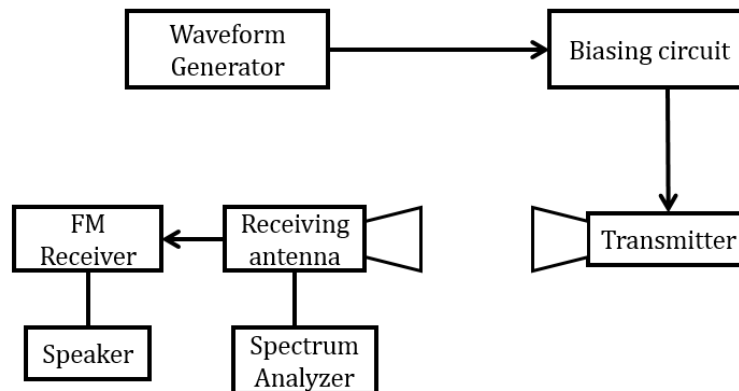 Waveform
Generator
Biasing circuit
FM
Receiver
Receiving
antenna
Transmitter
Speaker
Spectrum
Analyzer